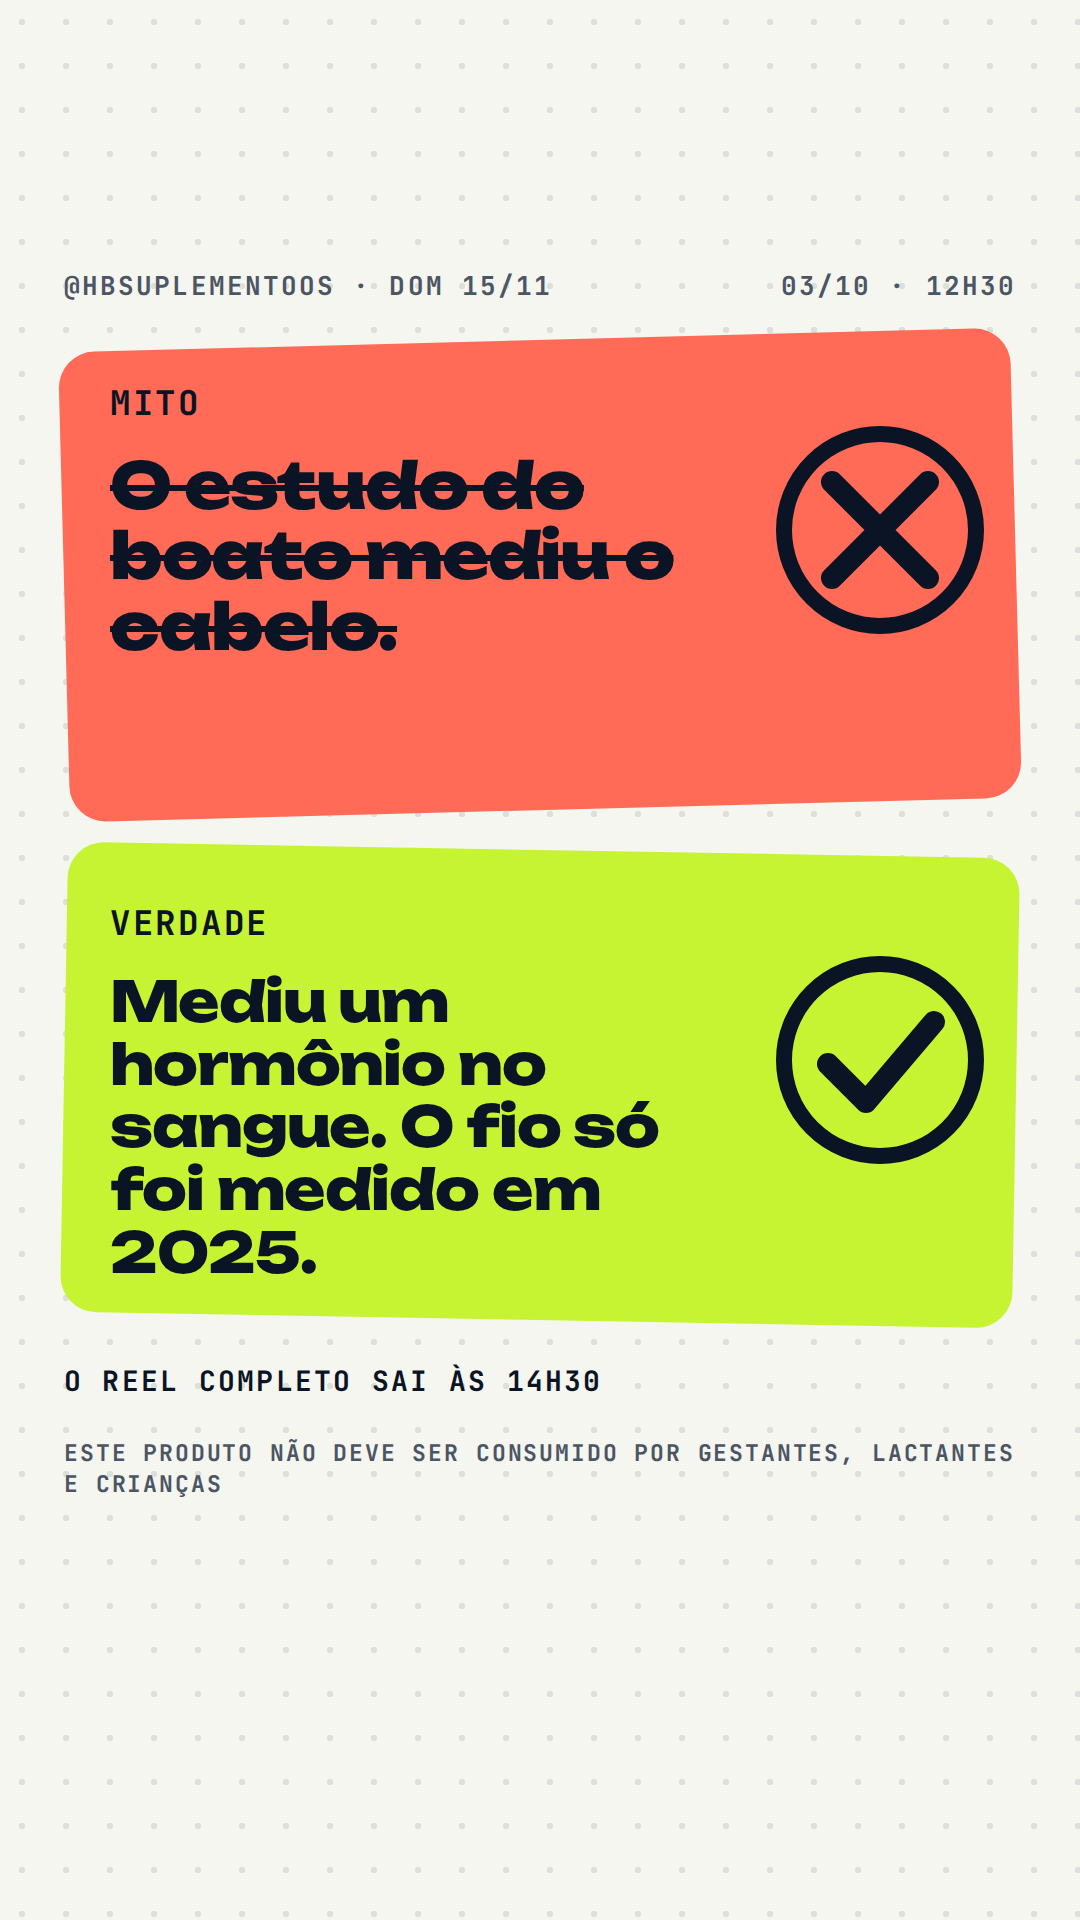 @HBSUPLEMENTOOS · DOM 15/11
03/10 · 12H30
MITO
O estudo do
boato mediu o
cabelo.
VERDADE
Mediu um
hormônio no
sangue. O fio só
foi medido em
2025.
O REEL COMPLETO SAI ÀS 14H30
ESTE PRODUTO NÃO DEVE SER CONSUMIDO POR GESTANTES, LACTANTES
E CRIANÇAS